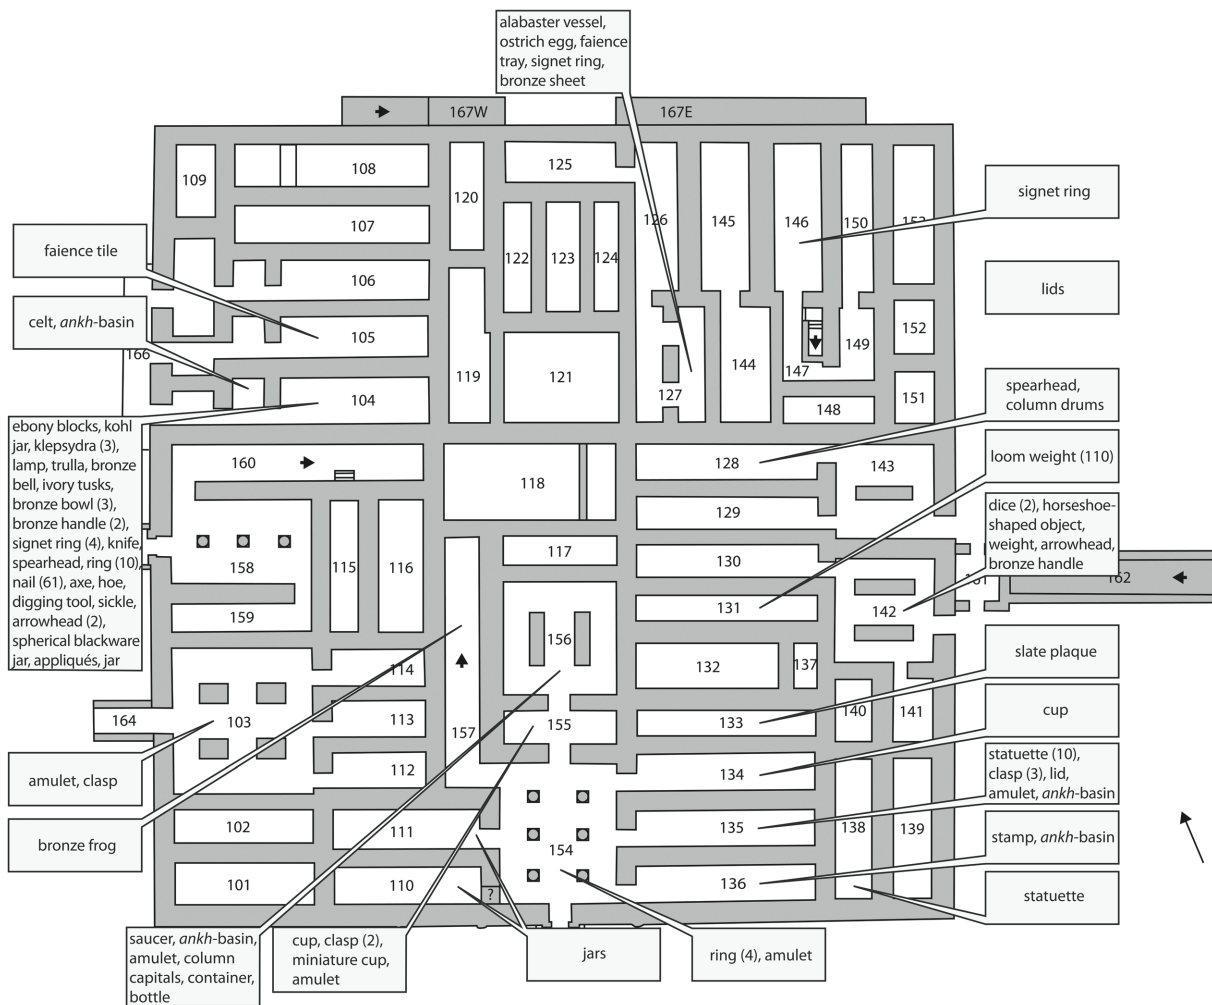 alabaster vessel,
ostrich egg, faience
tray, signet ring,
bronze sheet
167W
167E
108
109
125
120
126
145
146
150
153
signet ring
107
faience tile
122
123
124
106
lids
celt, ankh-basin
105
152
166
149
119
121
144
147
127
104
148
151
spearhead,
column drums
ebony blocks, kohl
jar, klepsydra (3),
lamp, trulla, bronze
bell, ivory tusks,
bronze bowl (3),
bronze handle (2),
signet ring (4), knife,
spearhead, ring (10),
nail (61), axe, hoe,
digging tool, sickle,
arrowhead (2),
spherical blackware
jar, appliqués, jar
160
128
143
loom weight (110)
118
129
dice (2), horseshoe-
shaped object,
weight, arrowhead,
bronze handle
158
115
116
117
130
161
162
159
131
142
156
114
132
137
slate plaque
164
103
113
157
155
133
140
141
cup
amulet, clasp
112
134
statuette (10),
clasp (3), lid,
amulet, ankh-basin
bronze frog
102
111
154
135
138
139
stamp, ankh-basin
101
110
?
136
statuette
saucer, ankh-basin,
amulet, column
capitals, container,
bottle
cup, clasp (2),
miniature cup,
amulet
jars
ring (4), amulet